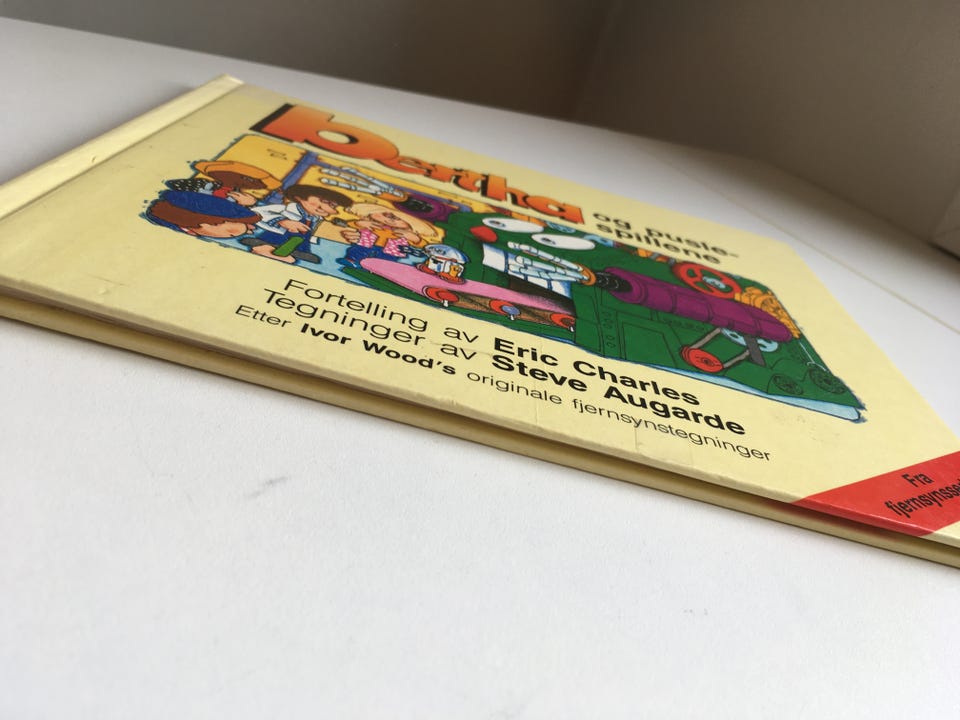 bertha og pusle-
spillene
Fortelling av Eric Charles
Tegninger av Steve Augarde
Etter Ivor Wood's originale fjernsynstegninger
Fra